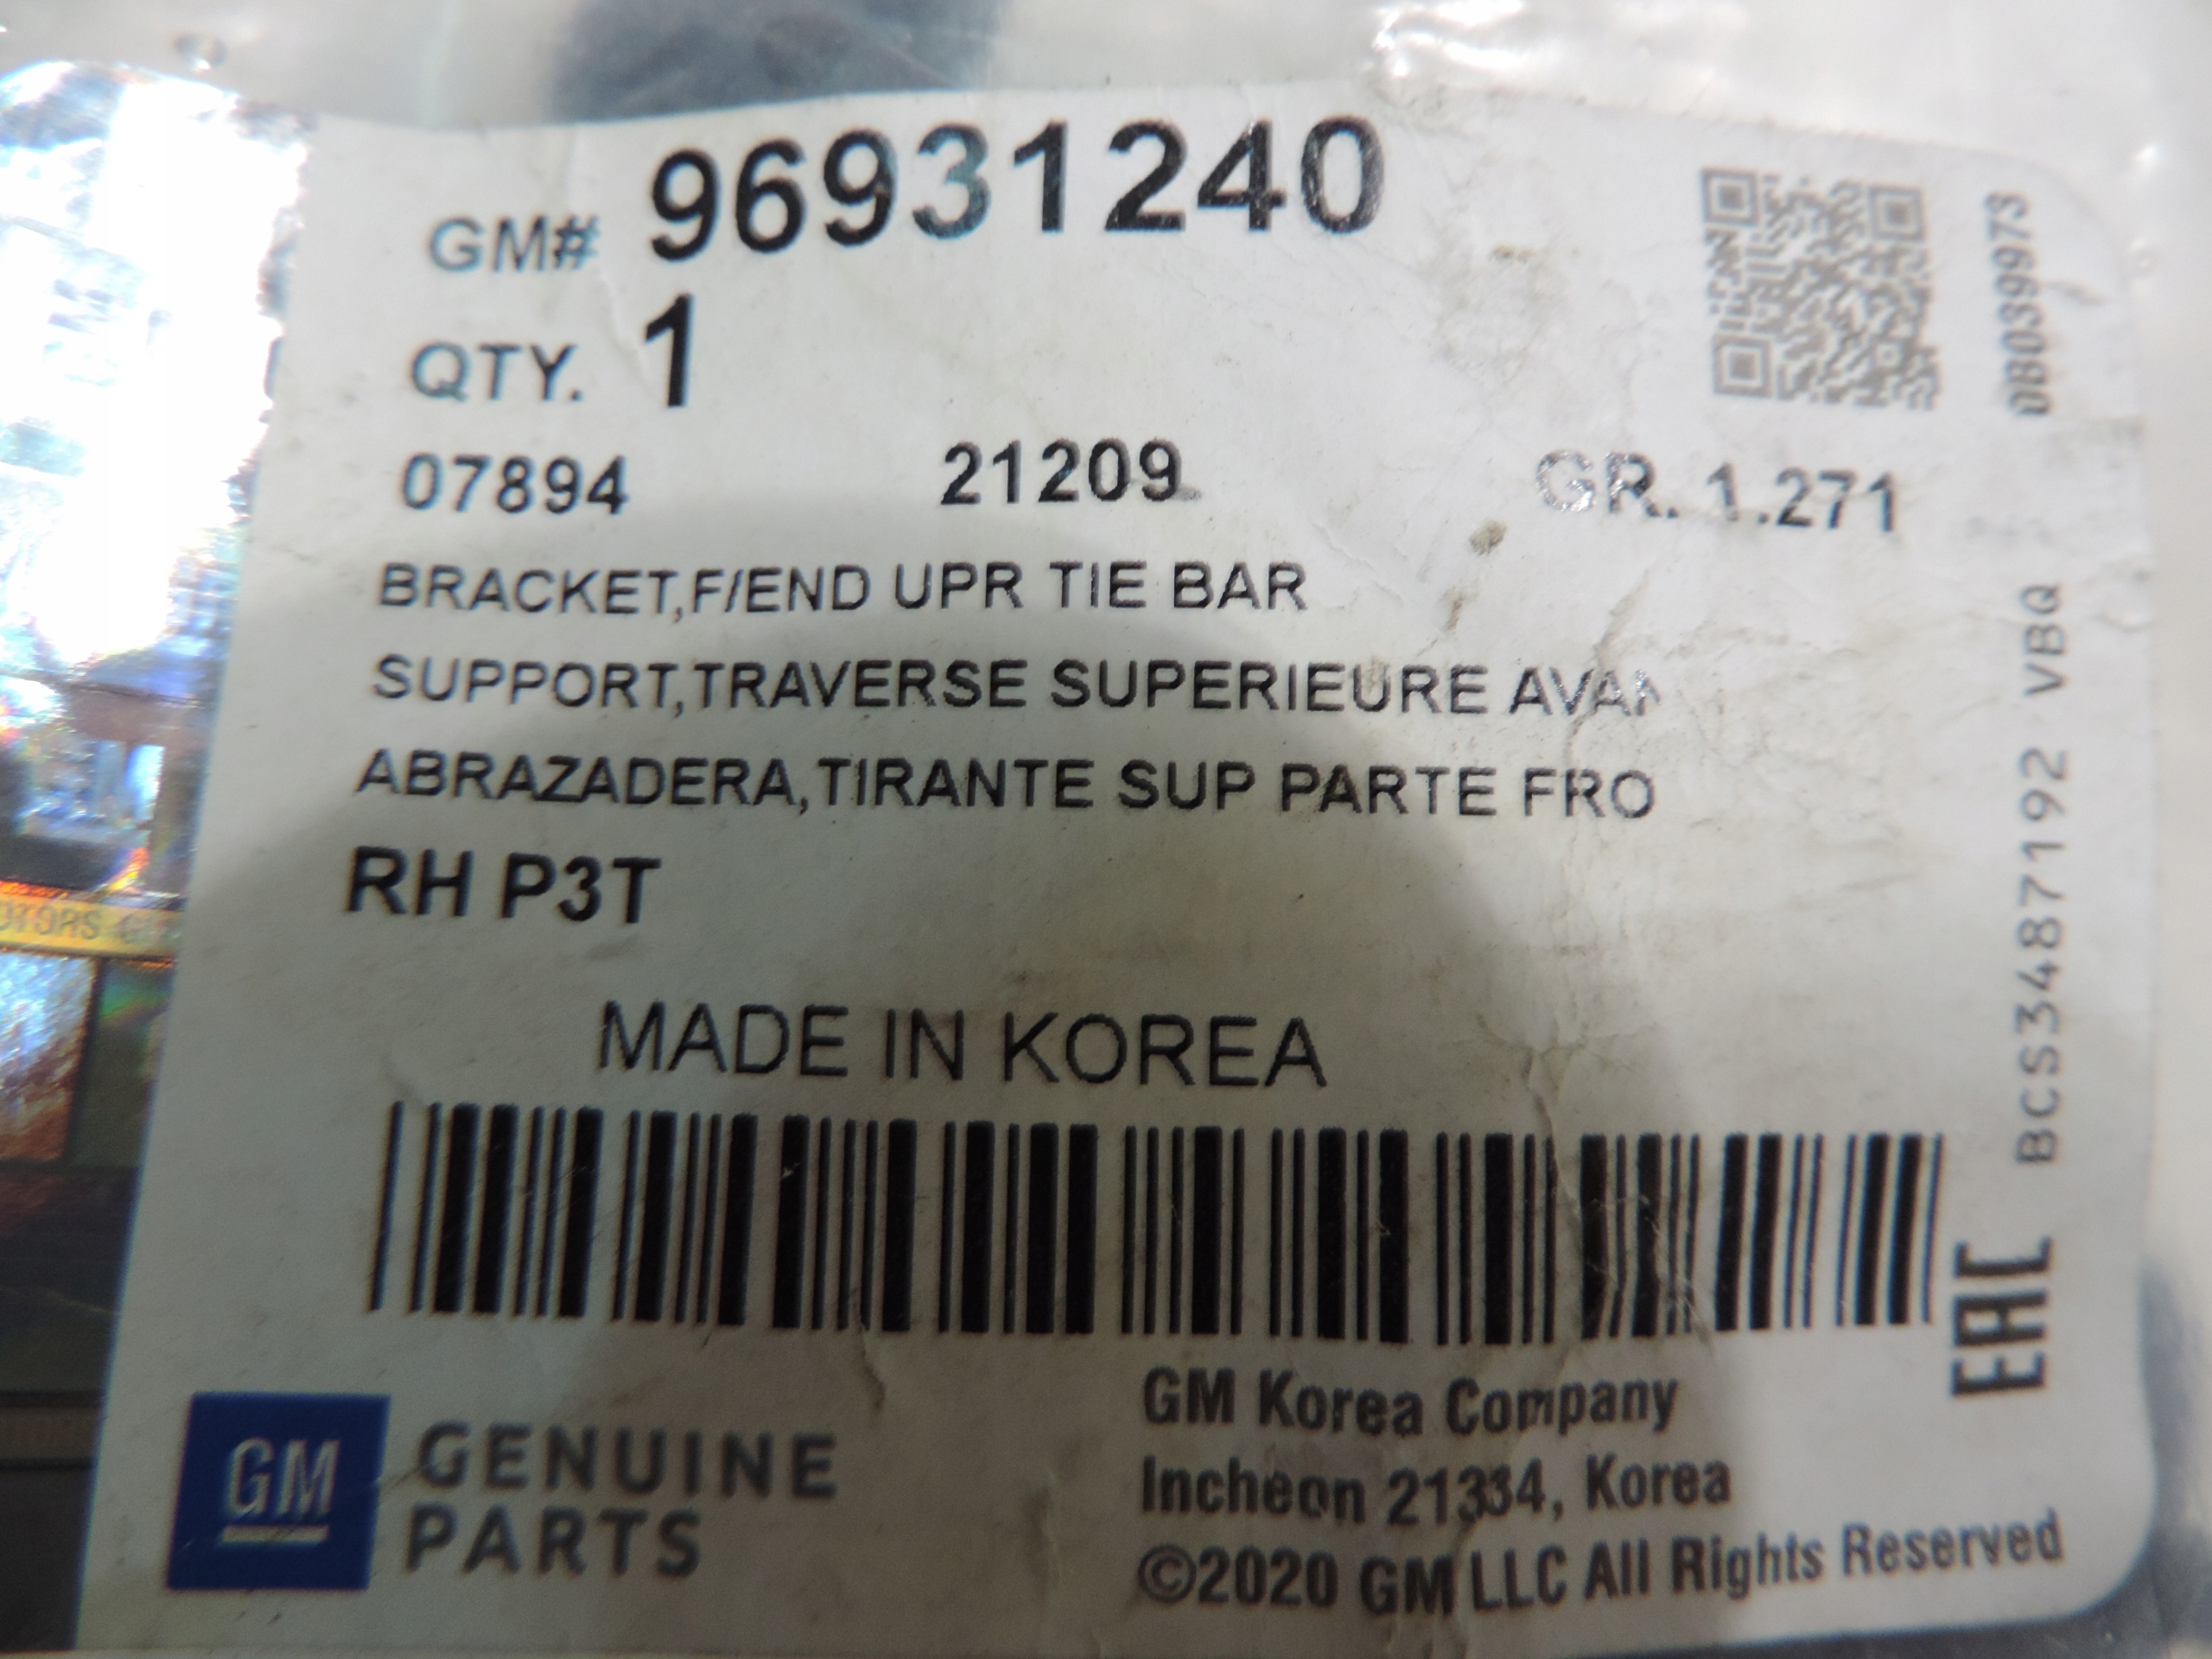 GM# 96931240
QTY. 1
07894 21209 GR. 1.271
BRACKET,F/END UPR TIE BAR
SUPPORT,TRAVERSE SUPERIEURE AVAN
ABRAZADERA,TIRANTE SUP PARTE FRO
RH P3T
MADE IN KOREA
GM GENUINE
PARTS
GM Korea Company
Incheon 21334, Korea
©2020 GM LLC All Rights Reserved
0B039973
BCS3487192 VBQ
EAC